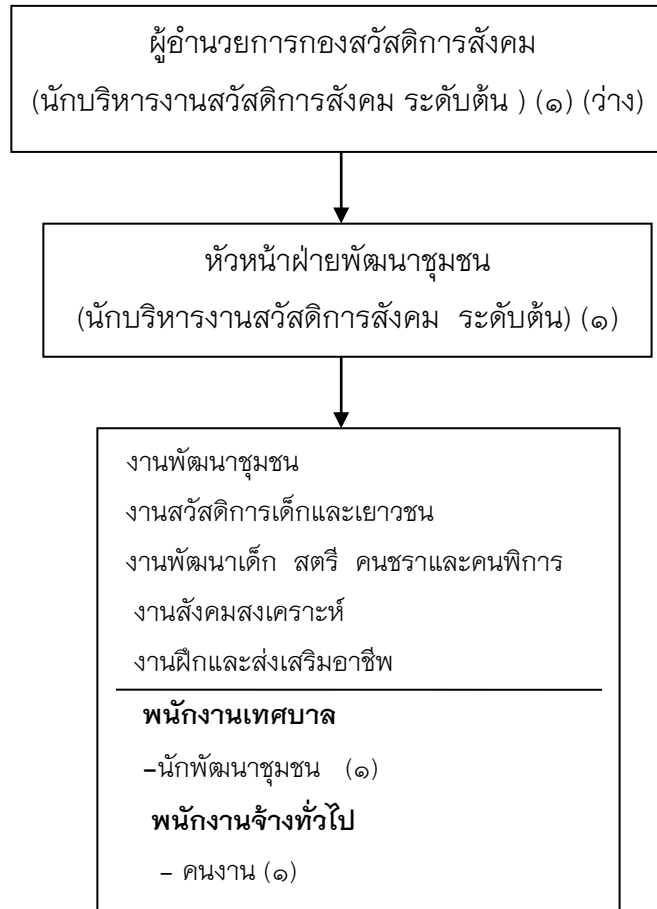 ผู้อำนวยการกองสวัสดิการสังคม
(นักบริหารงานสวัสดิการสังคม ระดับต้น ) (๑) (ว่าง)
หัวหน้าฝ่ายพัฒนาชุมชน
(นักบริหารงานสวัสดิการสังคม ระดับต้น) (๑)
งานพัฒนาชุมชน
งานสวัสดิการเด็กและเยาวชน
งานพัฒนาเด็ก สตรี คนชราและคนพิการ
งานสังคมสงเคราะห์
งานฝึกและส่งเสริมอาชีพ
พนักงานเทศบาล
–นักพัฒนาชุมชน (๑)
พนักงานจ้างทั่วไป
– คนงาน (๑)